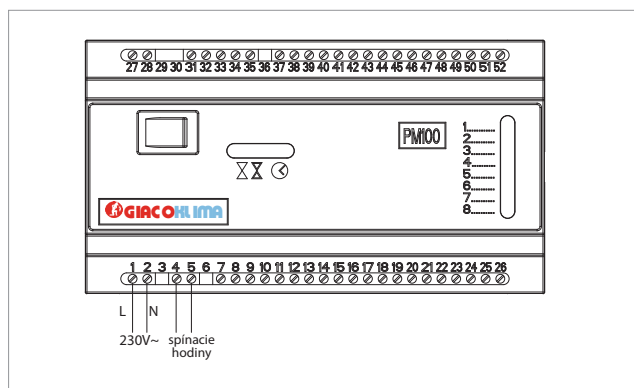 27 28 29 30 31 32 33 34 35 36 37 38 39 40 41 42 43 44 45 46 47 48 49 50 51 52
PM100
1..........
2..........
3..........
4..........
5..........
6..........
7..........
8..........
GIACOKLIMA
1 2 3 4 5 6 7 8 9 10 11 12 13 14 15 16 17 18 19 20 21 22 23 24 25 26
L N
230V~ spínacie
hodiny